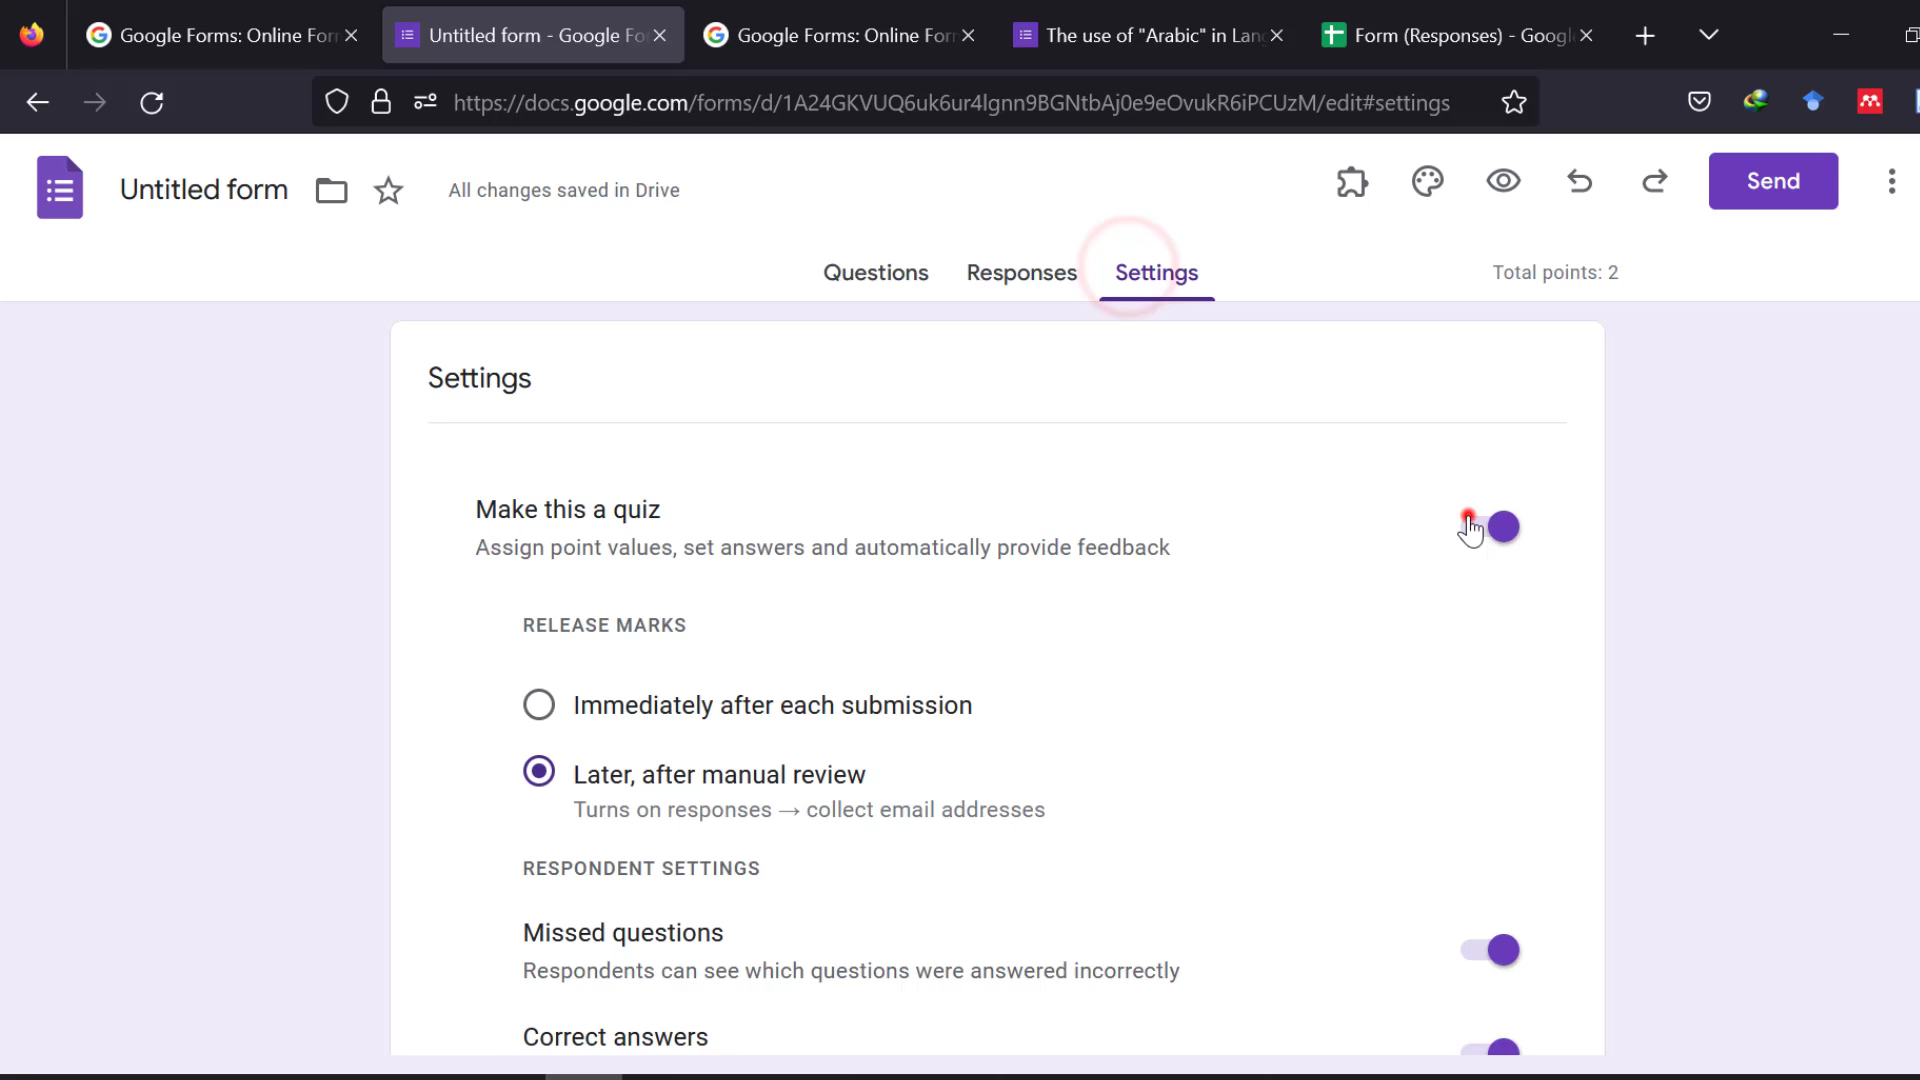 Google Forms: Online For
Untitled form - Google Fo
Google Forms: Online For
The use of "Arabic" in Lang
Form (Responses) - Googl
https://docs.google.com/forms/d/1A24GKVUQ6uk6ur4lgnn9BGNtbAj0e9eOvukR6iPCUzM/edit#settings
Untitled form
All changes saved in Drive
Send
Questions
Responses
Settings
Total points: 2
Settings
Make this a quiz
Assign point values, set answers and automatically provide feedback
RELEASE MARKS
Immediately after each submission
Later, after manual review
Turns on responses → collect email addresses
RESPONDENT SETTINGS
Missed questions
Respondents can see which questions were answered incorrectly
Correct answers